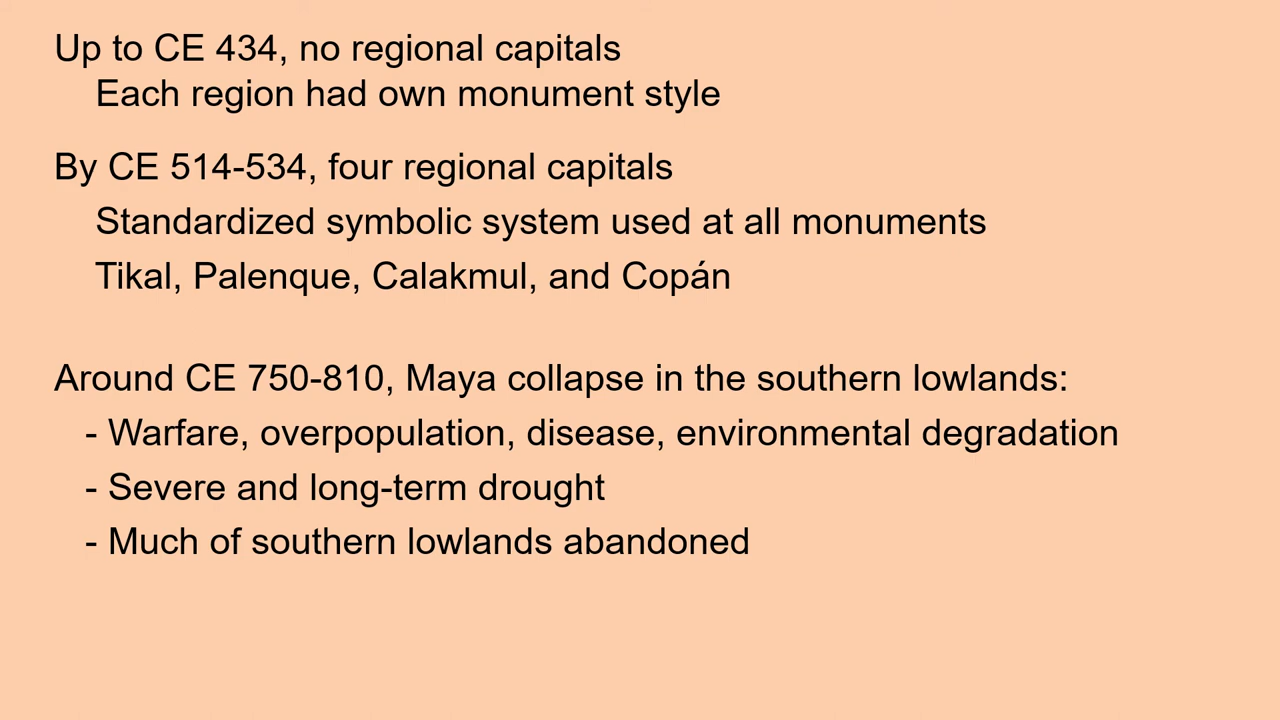 Up to CE 434, no regional capitals
Each region had own monument style
By CE 514-534, four regional capitals
Standardized symbolic system used at all monuments
Tikal, Palenque, Calakmul, and Copán
Around CE 750-810, Maya collapse in the southern lowlands:
- Warfare, overpopulation, disease, environmental degradation
- Severe and long-term drought
- Much of southern lowlands abandoned